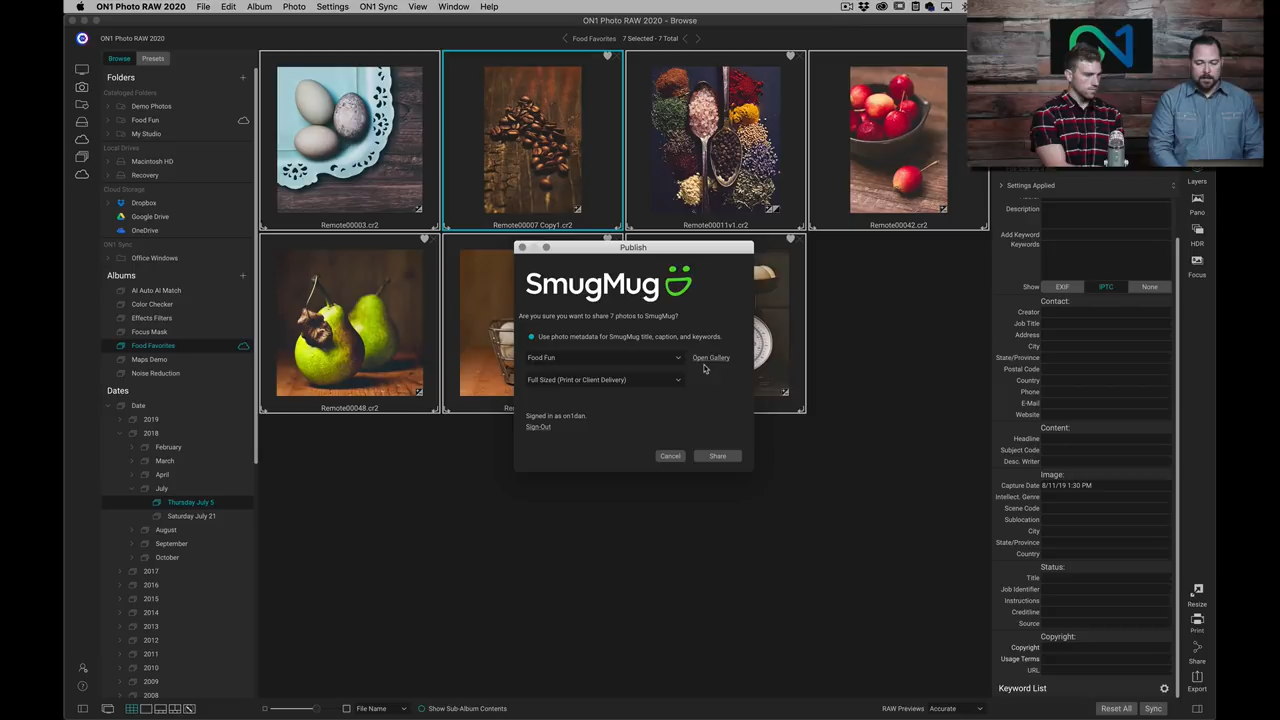 ON1 Photo RAW 2020 File Edit Album Photo Settings ON1 Sync View Window Help
ON1 Photo RAW 2020 - Browse
ON1 Photo RAW 2020
Food Favorites 7 Selected - 7 Total
Browse Presets
Folders
Cataloged Folders
Demo Photos
Food Fun
My Studio
Local Drives
Macintosh HD
Recovery
Cloud Storage
Dropbox
Google Drive
OneDrive
ON1 Sync
Office Windows
Albums
AI Auto AI Match
Color Checker
Effects Filters
Focus Mask
Food Favorites
Maps Demo
Noise Reduction
Dates
Date
2019
2018
February
March
April
July
Thursday July 5
Saturday July 21
August
September
October
2017
2016
2015
2014
2013
2012
2011
2010
2009
2008
Remote00003.cr2
Remote00007 Copy1.cr2
Remote00011v1.cr2
Remote00042.cr2
Remote00048.cr2
Publish
SmugMug
Are you sure you want to share 7 photos to SmugMug?
Use photo metadata for SmugMug title, caption, and keywords.
Food Fun Open Gallery
Full Sized (Print or Client Delivery)
Signed in as on1dan.
Sign-Out
Cancel Share
Settings Applied
Description
Add Keyword
Keywords
Show EXIF IPTC None
Contact:
Creator
Job Title
Address
City
State/Province
Postal Code
Country
Phone
E-Mail
Website
Content:
Headline
Subject Code
Desc. Writer
Image:
Capture Date 8/11/19 1:30 PM
Intellect. Genre
Scene Code
Sublocation
City
State/Province
Country
Status:
Title
Job Identifier
Instructions
Creditline
Source
Copyright:
Copyright
Usage Terms
URL
Keyword List
Layers
Pano
HDR
Focus
Resize
Print
Share
Export
File Name
Show Sub-Album Contents
RAW Previews Accurate
Reset All Sync